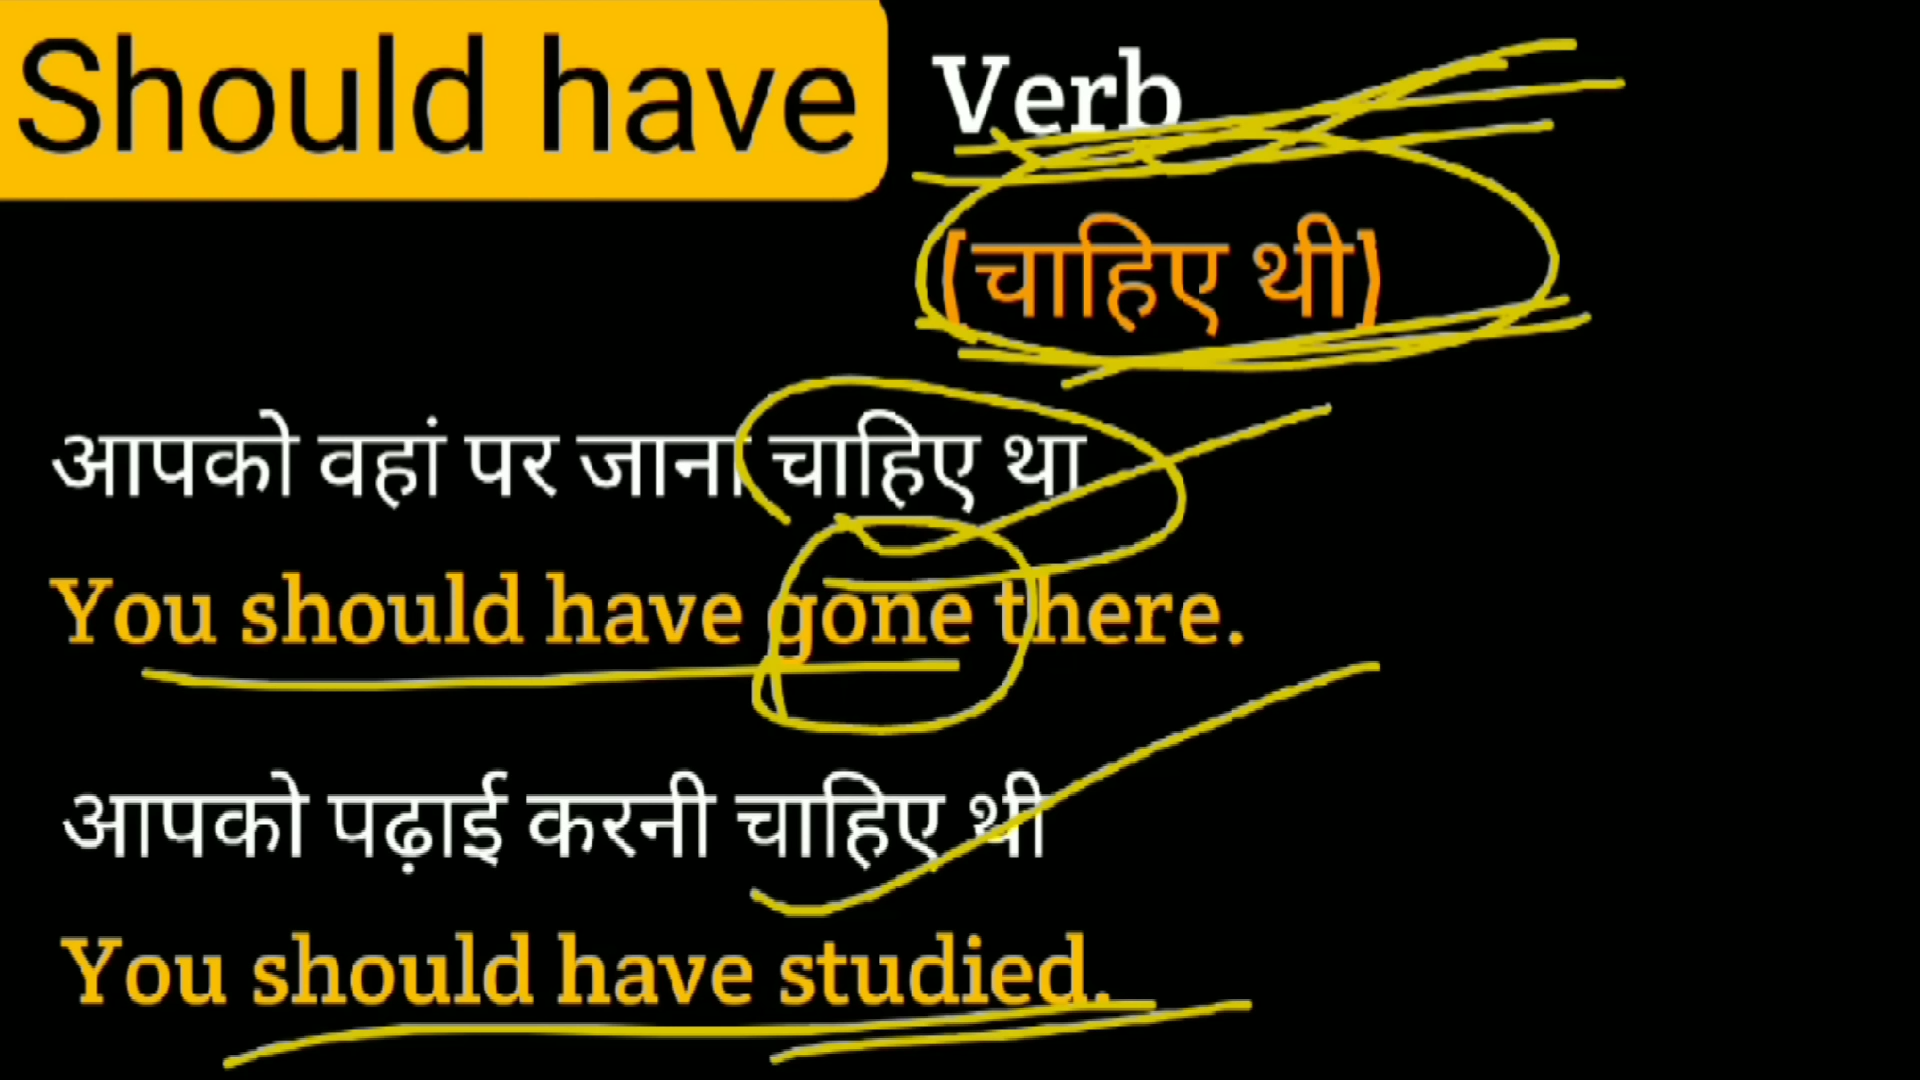 Should have Verb
(चाहिए थी)
आपको वहां पर जाना चाहिए था
You should have gone there.
आपको पढ़ाई करनी चाहिए थी
You should have studied.